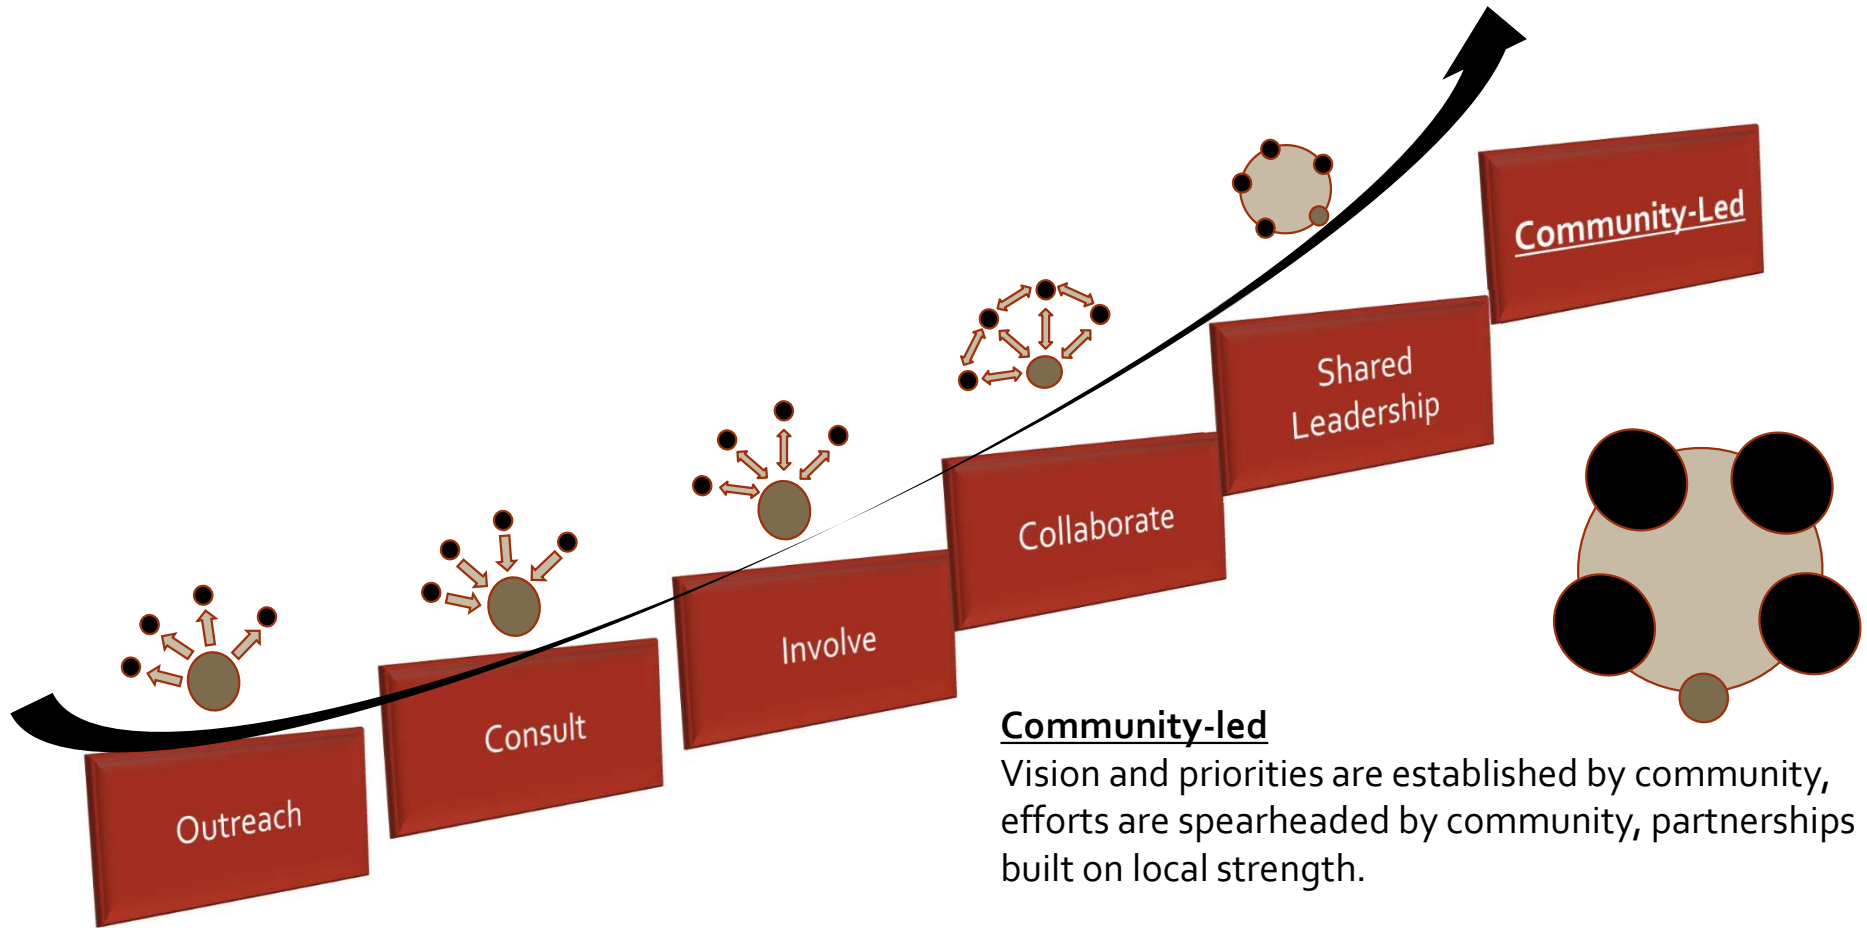 Outreach
Consult
Involve
Collaborate
Shared
Leadership
Community-Led
Community-led
Vision and priorities are established by community,
efforts are spearheaded by community, partnerships
built on local strength.